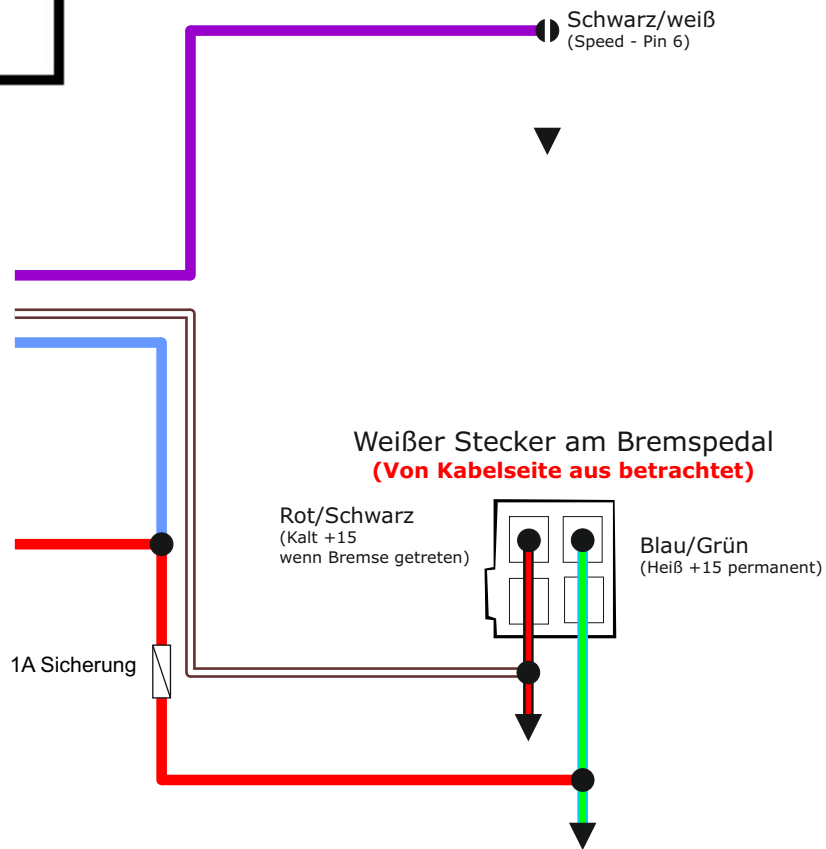 Schwarz/weiß
(Speed - Pin 6)
Weißer Stecker am Bremspedal
(Von Kabelseite aus betrachtet)
Rot/Schwarz
(Kalt +15
wenn Bremse getreten)
Blau/Grün
(Heiß +15 permanent)
1A Sicherung